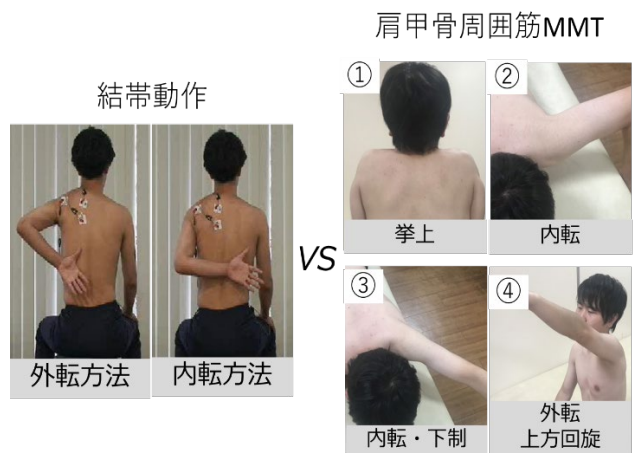 結帯動作
外転方法
内転方法
VS
肩甲骨周囲筋MMT
①
挙上
②
内転
③
内転・下制
④
外転
上方回旋